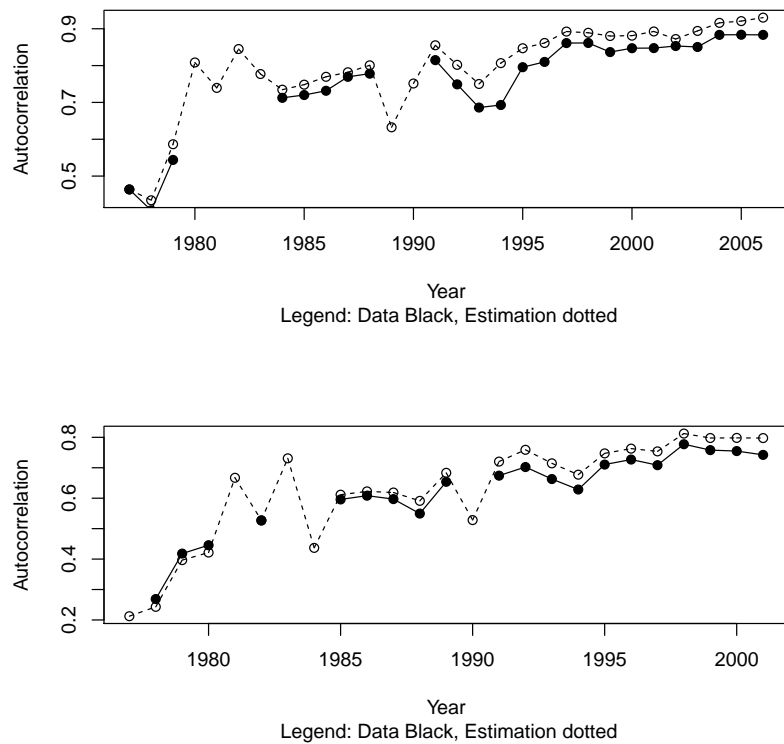 0.9
0.7
0.5
Autocorrelation
1980 1985 1990 1995 2000 2005
Year
Legend: Data Black, Estimation dotted
0.8
0.6
0.4
0.2
Autocorrelation
1980 1985 1990 1995 2000
Year
Legend: Data Black, Estimation dotted